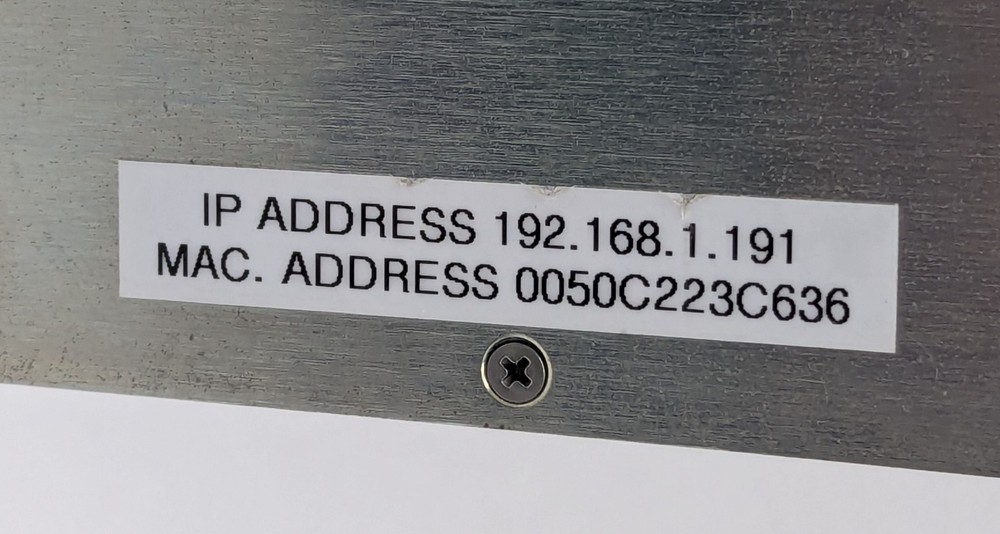 IP ADDRESS 192.168.1.191
MAC. ADDRESS 0050C223C636